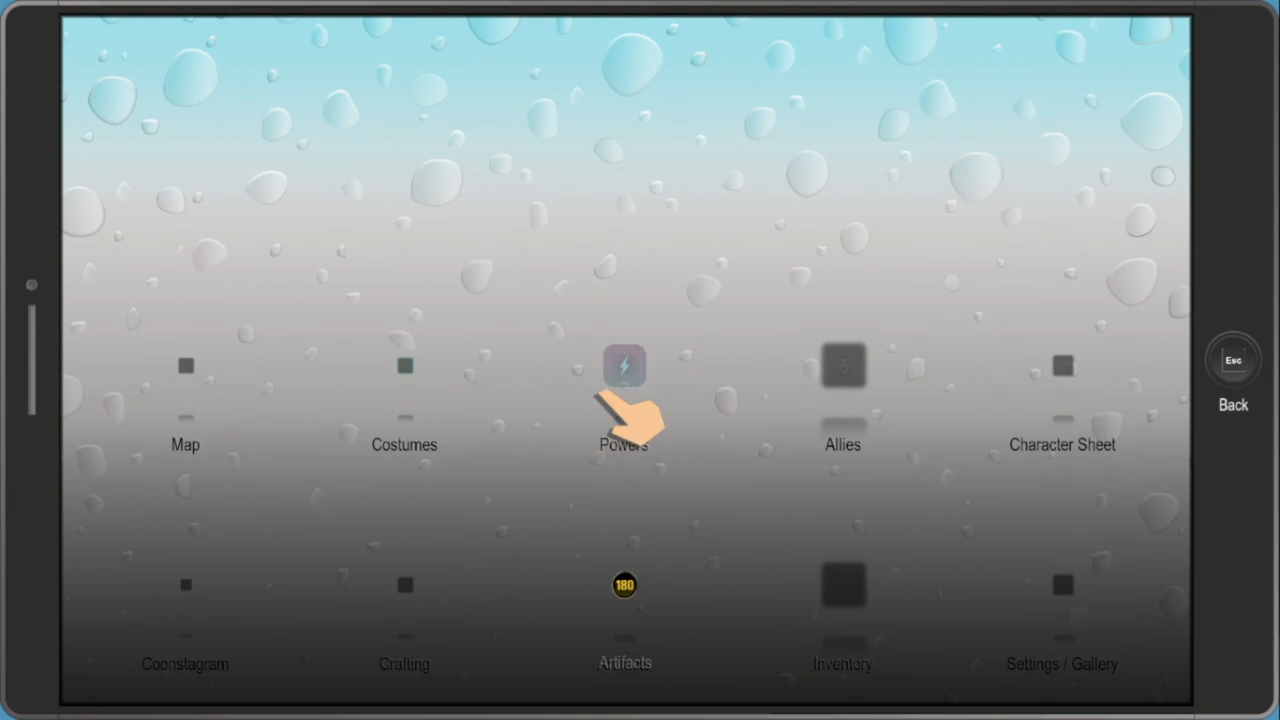 Esc
Back
Map
Costumes
Powers
Allies
Character Sheet
180
Coonstagram
Crafting
Artifacts
Inventory
Settings / Gallery